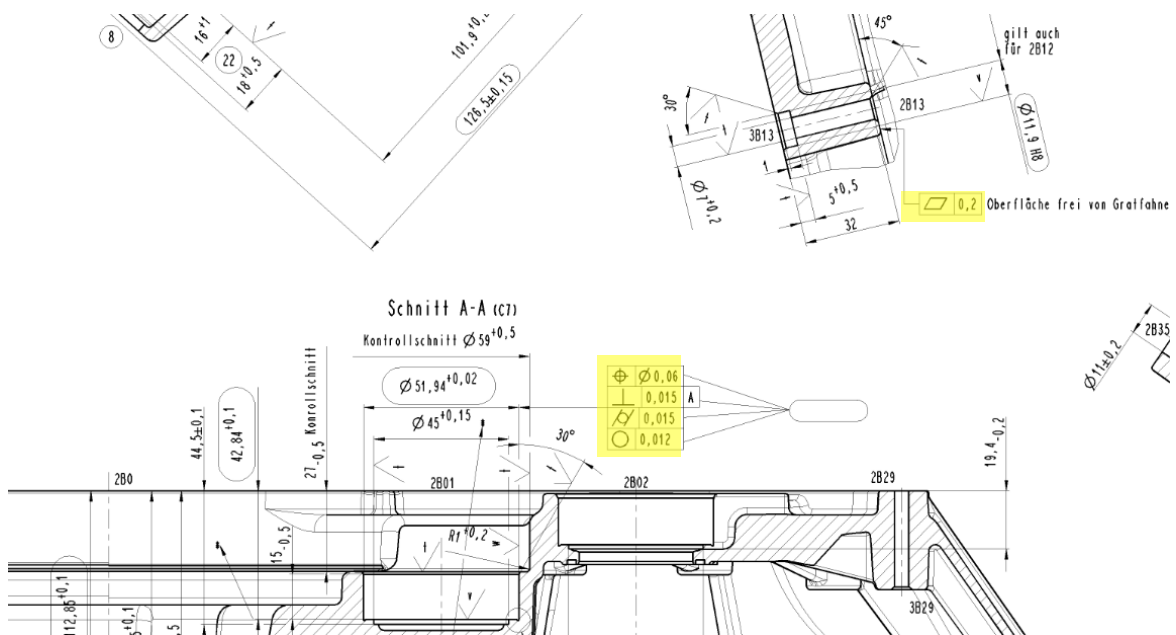 8
16+1
22
18+0,5
126,5±0,15
45°
gilt auch
für 2B12
30°
2B13
3B13
Ø11,9 H8
1
Ø7+0,2
5+0,5
32
0,2 Oberfläche frei von Gratfahne
Schnitt A-A (C7)
Kontrollschnitt Ø59+0,5
Ø51,94+0,02
Ø45+0,15
Ø0,06
0,015 A
0,015
0,012
30°
44,5±0,1
42,84+0,1
27-0,5 Konrollschnitt
19,4-0,2
2B35
Ø11±0,2
2B0
2B01
2B02
2B29
R1+0,2
15-0,5
112,85+0,1
3B29